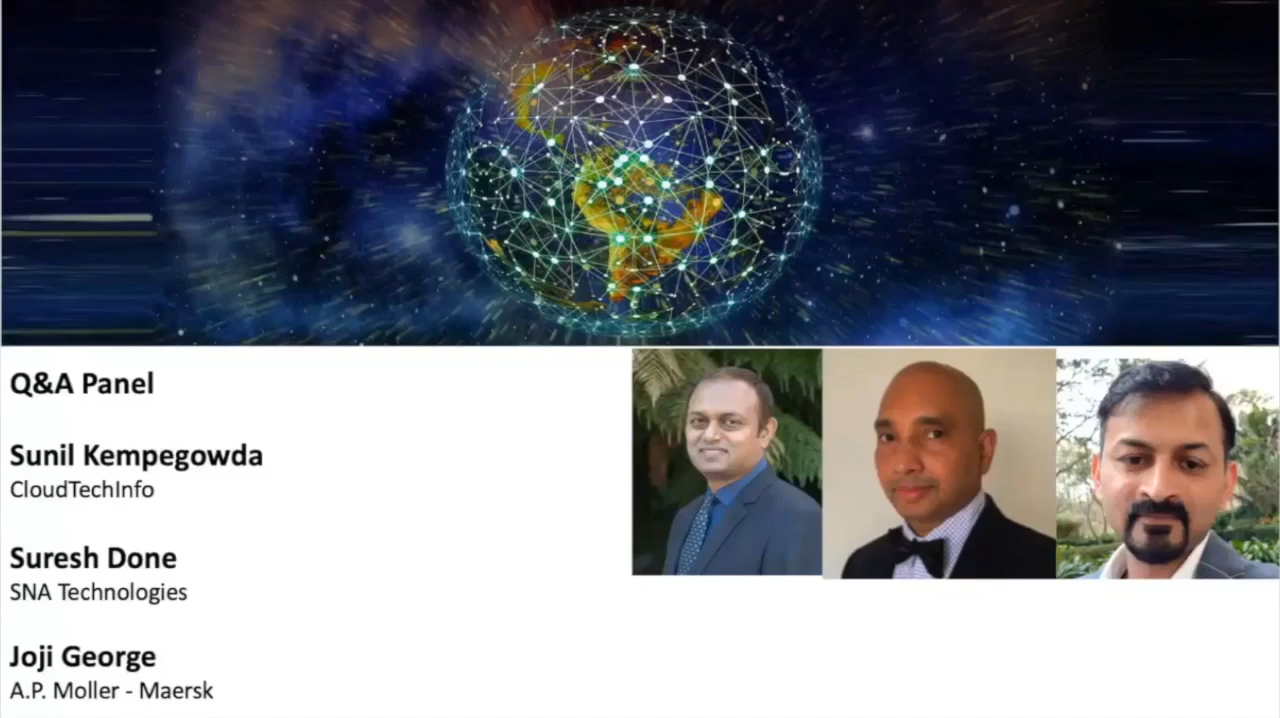 Q&A Panel
Sunil Kempegowda
CloudTechInfo
Suresh Done
SNA Technologies
Joji George
A.P. Moller - Maersk